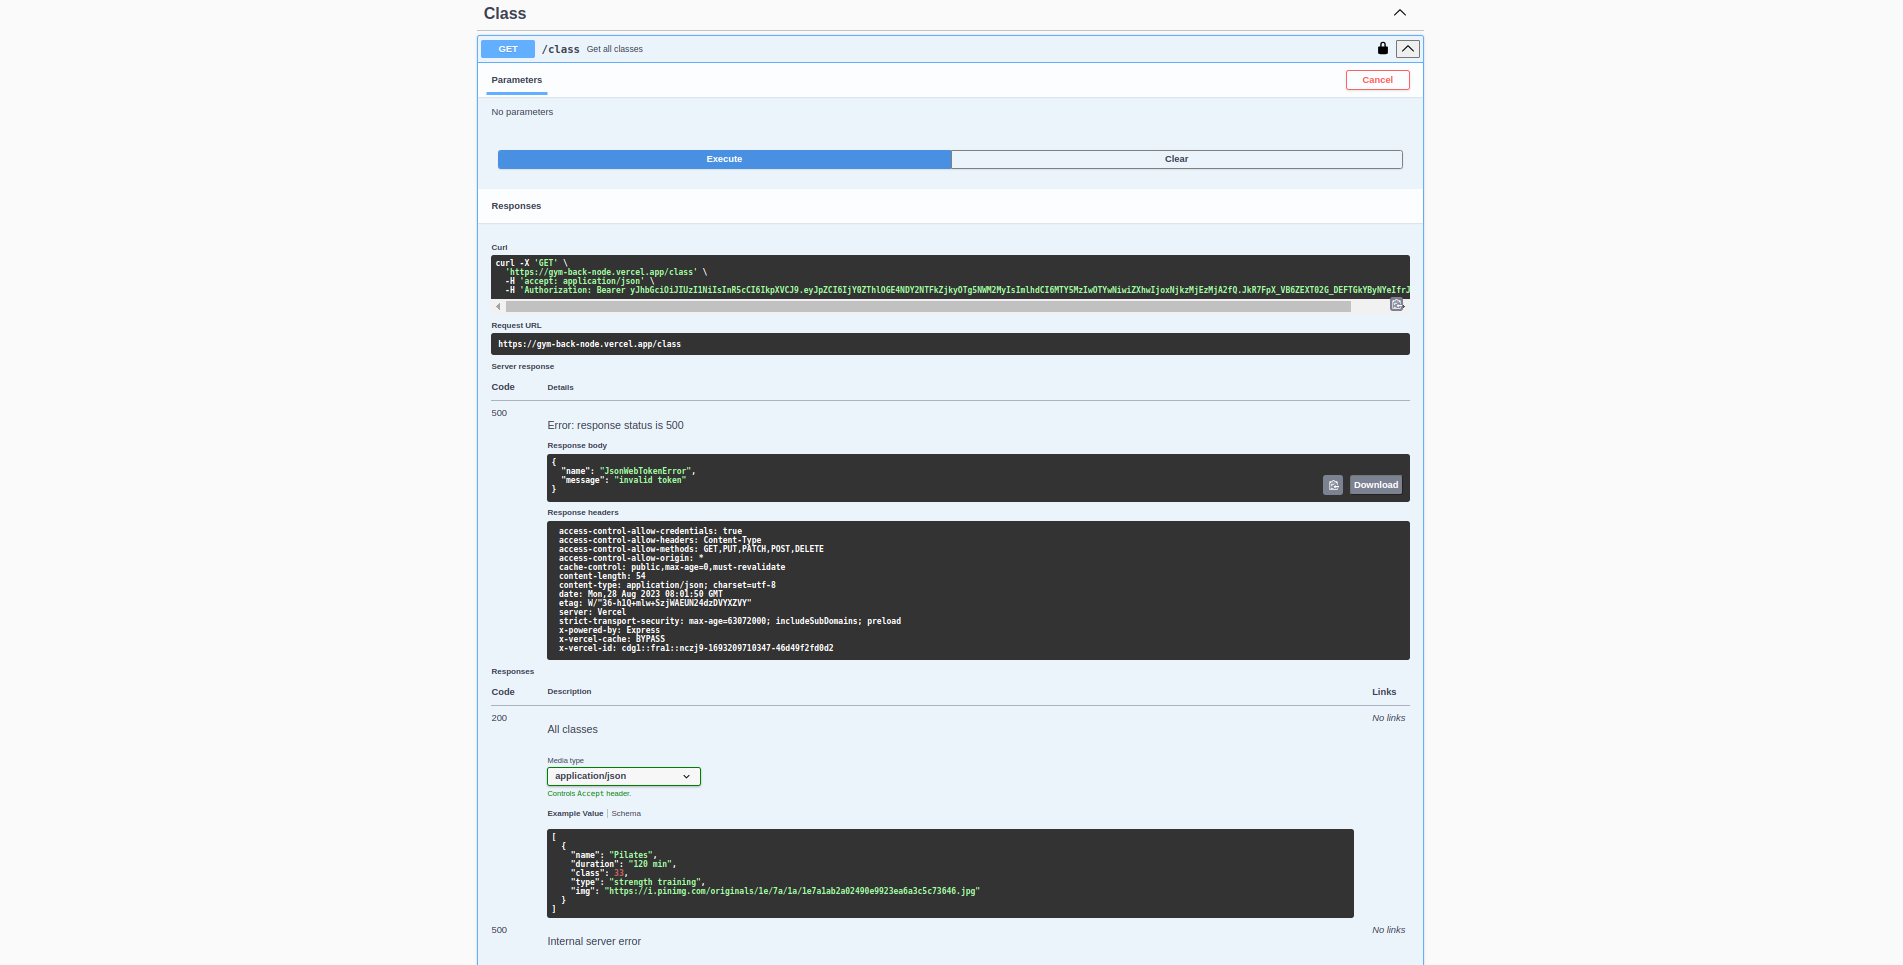 Class
GET /class Get all classes
Parameters
Cancel
No parameters
Execute
Clear
Responses
Curl
curl -X 'GET' \
'https://gym-back-node.vercel.app/class' \
-H 'accept: application/json' \
-H 'Authorization: Bearer
Request URL
https://gym-back-node.vercel.app/class
Server response
Code Details
500
Error: response status is 500
Response body
{
"name": "JsonWebTokenError",
"message": "invalid token"
}
Download
Response headers
access-control-allow-credentials: true
access-control-allow-headers: Content-Type
access-control-allow-methods: GET,PUT,PATCH,POST,DELETE
access-control-allow-origin: *
cache-control: public,max-age=0,must-revalidate
content-length: 54
content-type: application/json; charset=utf-8
date: Mon,28 Aug 2023 08:01:50 GMT
etag: W/"36-h1Q+mlw+SzjWAEUN24dzDVYXZVY"
server: Vercel
strict-transport-security: max-age=63072000; includeSubDomains; preload
x-powered-by: Express
x-vercel-cache: BYPASS
x-vercel-id: cdg1::fra1::nczj9-1693209710347-46d49f2fd0d2
Responses
Code Description Links
200 No links
All classes
Media type
application/json
Controls Accept header.
Example Value Schema
[
{
"name": "Pilates",
"duration": "120 min",
"class": 33,
"type": "strength training",
"img": "https://i.pinimg.com/originals/1e/7a/1a/1e7a1ab2a02490e9923ea6a3c5c73646.jpg"
}
]
500 No links
Internal server error